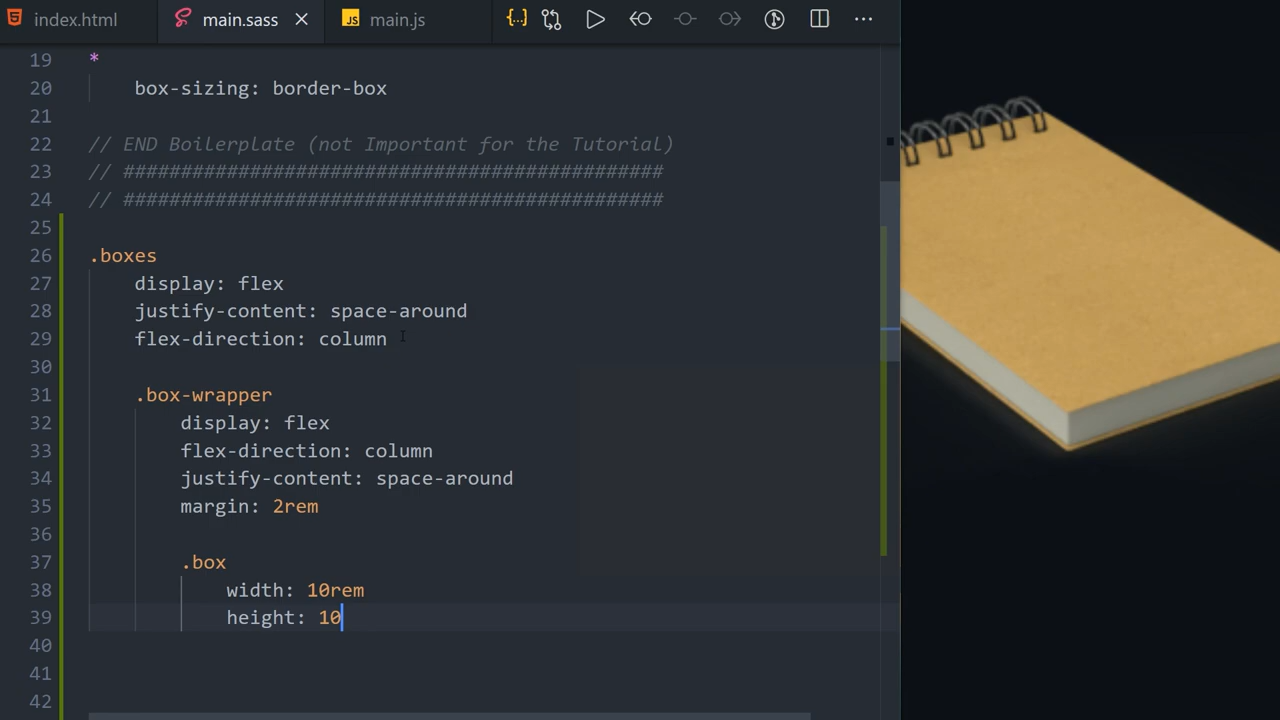 index.html main.sass JS main.js
19 *
20 box-sizing: border-box
21
22 // END Boilerplate (not Important for the Tutorial)
23 // ###############################################
24 // ###############################################
25
26 .boxes
27 display: flex
28 justify-content: space-around
29 flex-direction: column
30
31 .box-wrapper
32 display: flex
33 flex-direction: column
34 justify-content: space-around
35 margin: 2rem
36
37 .box
38 width: 10rem
39 height: 10
40
41
42